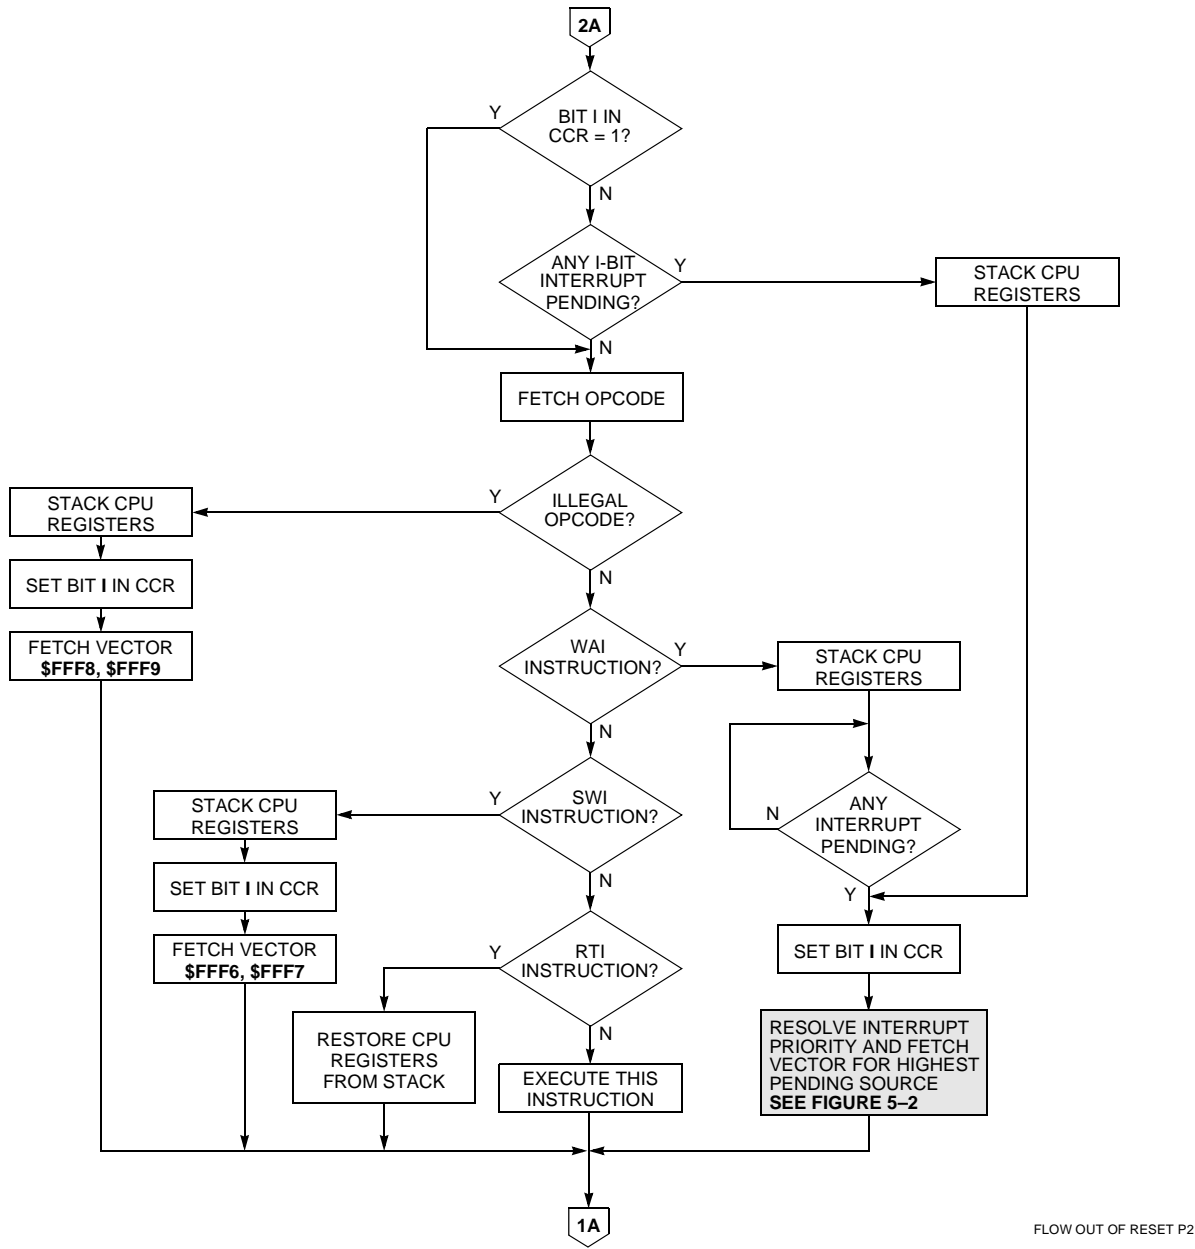 2A
BIT I IN
CCR = 1?
Y
N
ANY I-BIT
INTERRUPT
PENDING?
Y
N
STACK CPU
REGISTERS
FETCH OPCODE
ILLEGAL
OPCODE?
Y
N
STACK CPU
REGISTERS
SET BIT I IN CCR
FETCH VECTOR
$FFF8, $FFF9
WAI
INSTRUCTION?
Y
N
STACK CPU
REGISTERS
ANY
INTERRUPT
PENDING?
N
Y
SWI
INSTRUCTION?
Y
N
STACK CPU
REGISTERS
SET BIT I IN CCR
FETCH VECTOR
$FFF6, $FFF7
RTI
INSTRUCTION?
Y
N
RESTORE CPU
REGISTERS
FROM STACK
EXECUTE THIS
INSTRUCTION
SET BIT I IN CCR
RESOLVE INTERRUPT
PRIORITY AND FETCH
VECTOR FOR HIGHEST
PENDING SOURCE
SEE FIGURE 5–2
1A
FLOW OUT OF RESET P2